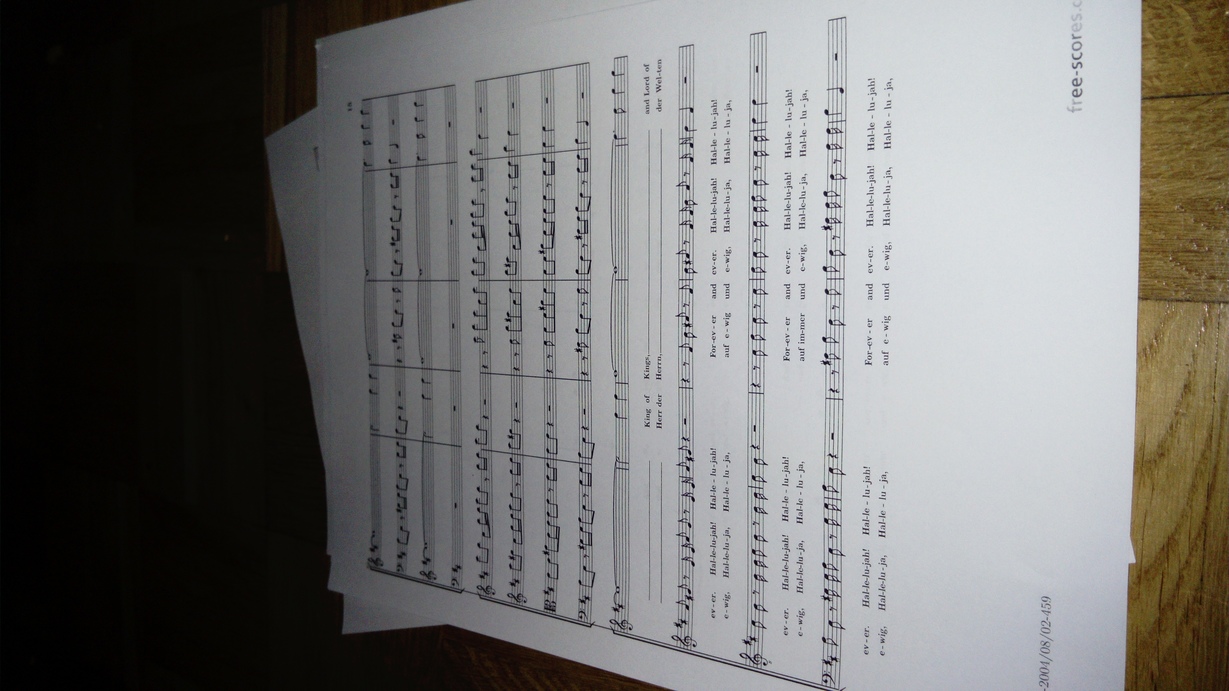 King of Kings, and Lord of
Herr der Herrn, der Wel-ten
ev-er. Hal-le-lu-jah! Hal-le - lu-jah! For-ev-er and ev-er. Hal-le-lu-jah! Hal-le - lu-jah!
e-wig, Hal-le-lu-ja, Hal-le - lu-ja, auf e-wig und e-wig, Hal-le-lu-ja, Hal-le - lu-ja,
ev-er. Hal-le-lu-jah! Hal-le - lu-jah! For-ev-er and ev-er. Hal-le-lu-jah! Hal-le - lu-jah!
e-wig, Hal-le-lu-ja, Hal-le - lu-ja, auf im-mer und e-wig, Hal-le-lu-ja, Hal-le - lu-ja,
ev-er. Hal-le-lu-jah! Hal-le - lu-jah! For-ev-er and ev-er. Hal-le-lu-jah! Hal-le - lu-jah!
e-wig, Hal-le-lu-ja, Hal-le - lu-ja, auf e-wig und e-wig, Hal-le-lu-ja, Hal-le - lu-ja,
-2004/08/02-459
free-scores.c